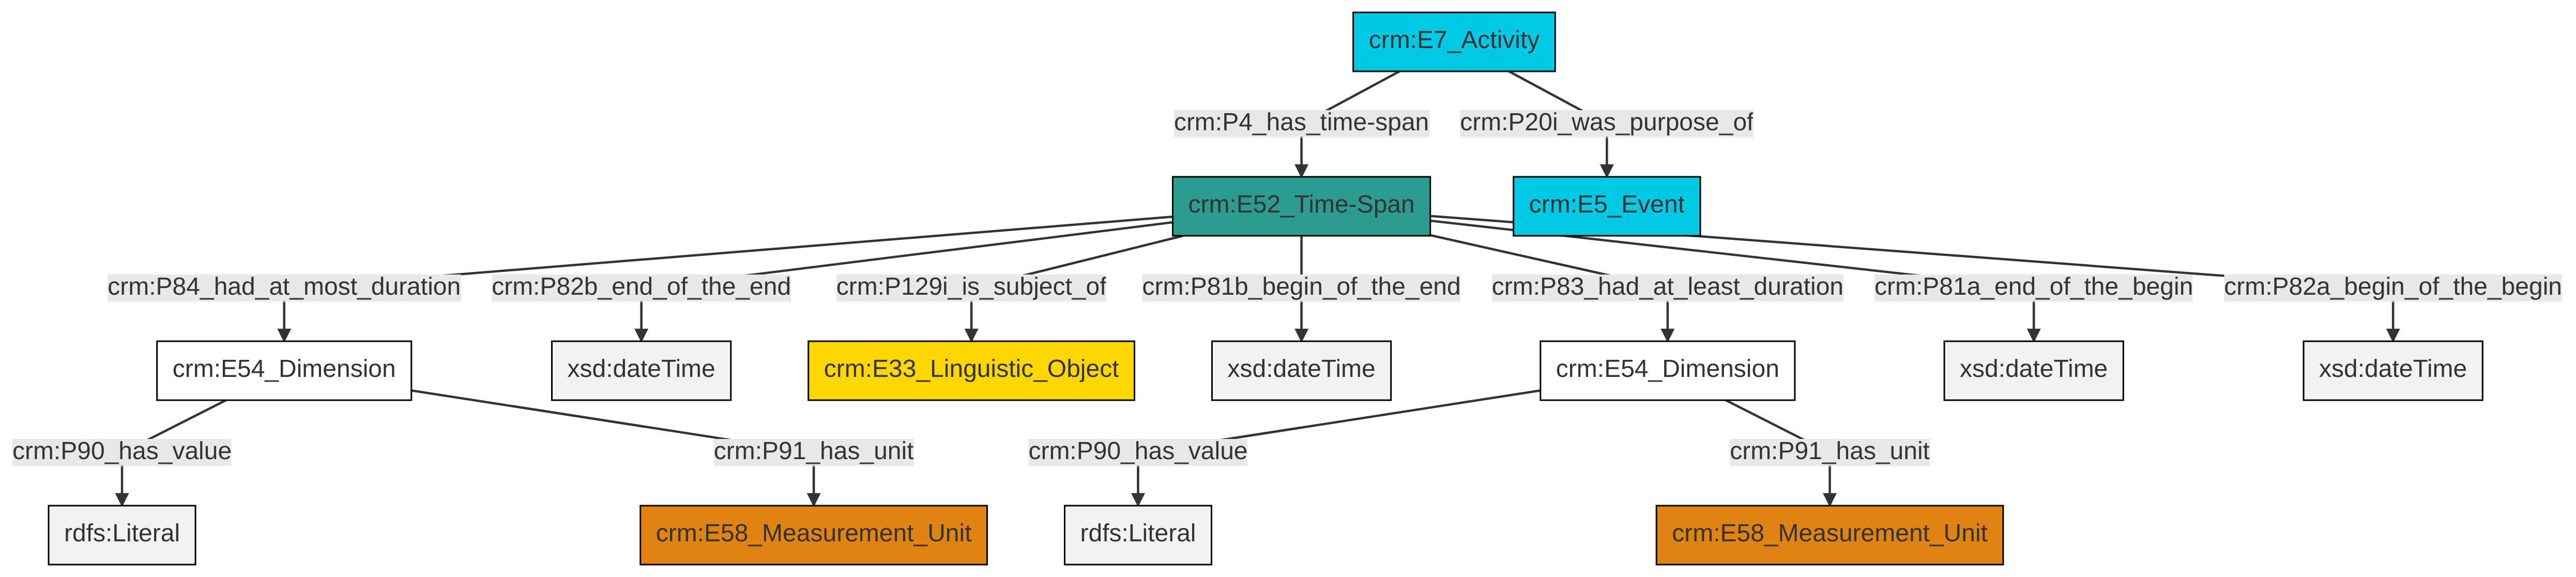 crm:E7_Activity
crm:P4_has_time-span
crm:P20i_was_purpose_of
crm:E52_Time-Span
crm:E5_Event
crm:P84_had_at_most_duration
crm:P82b_end_of_the_end
crm:P129i_is_subject_of
crm:P81b_begin_of_the_end
crm:P83_had_at_least_duration
crm:P81a_end_of_the_begin
crm:P82a_begin_of_the_begin
crm:E54_Dimension
xsd:dateTime
crm:E33_Linguistic_Object
xsd:dateTime
crm:E54_Dimension
xsd:dateTime
xsd:dateTime
crm:P90_has_value
crm:P91_has_unit
crm:P90_has_value
crm:P91_has_unit
rdfs:Literal
crm:E58_Measurement_Unit
rdfs:Literal
crm:E58_Measurement_Unit